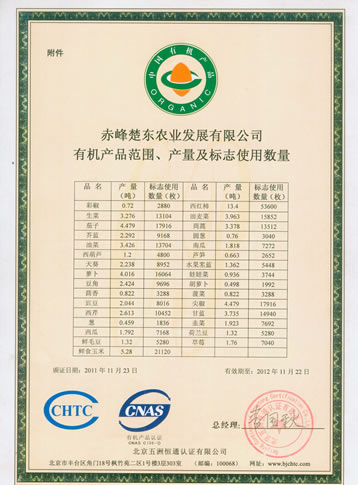 附件
中国有机产品
ORGANIC
赤峰楚东农业发展有限公司
有机产品范围、产量及标志使用数量
品 名 产 量(吨) 标志使用数量(枚) 品 名 产 量(吨) 标志使用数量(枚)
彩椒 0.72 2880 西红柿 13.4 53600
生菜 3.276 13104 油麦菜 3.963 15852
茄子 4.479 17916 茼蒿 3.378 13512
芥蓝 2.292 9168 圆葱 0.76 3040
油菜 3.426 13704 南瓜 1.818 7272
西葫芦 1.2 4800 芦笋 0.663 2652
大蒜 2.238 8952 水果苤蓝 1.362 5448
萝卜 4.016 16064 娃娃菜 0.936 3744
豆角 2.424 9696 胡萝卜 0.498 1992
茴香 0.822 3288 菠菜 0.822 3288
豇豆 2.004 8016 尖椒 4.479 17916
西芹 2.613 10452 甘蓝 3.735 14940
葱 0.459 1836 韭菜 1.923 7692
西瓜 1.792 7168 荷兰豆 1.32 5280
鲜毛豆 1.32 5280 草莓 1.76 7040
鲜食玉米 5.28 21120
颁证日期:2011 年 11 月 23 日 有效期至:2012 年 11 月 22 日
CHTC
CNAS
有机产品认证
总经理:
北京五洲恒通认证有限公司
北京市丰台区角门18号枫竹苑二区1号楼3层303室 (邮编:100068) 网址:www.bjchtc.com